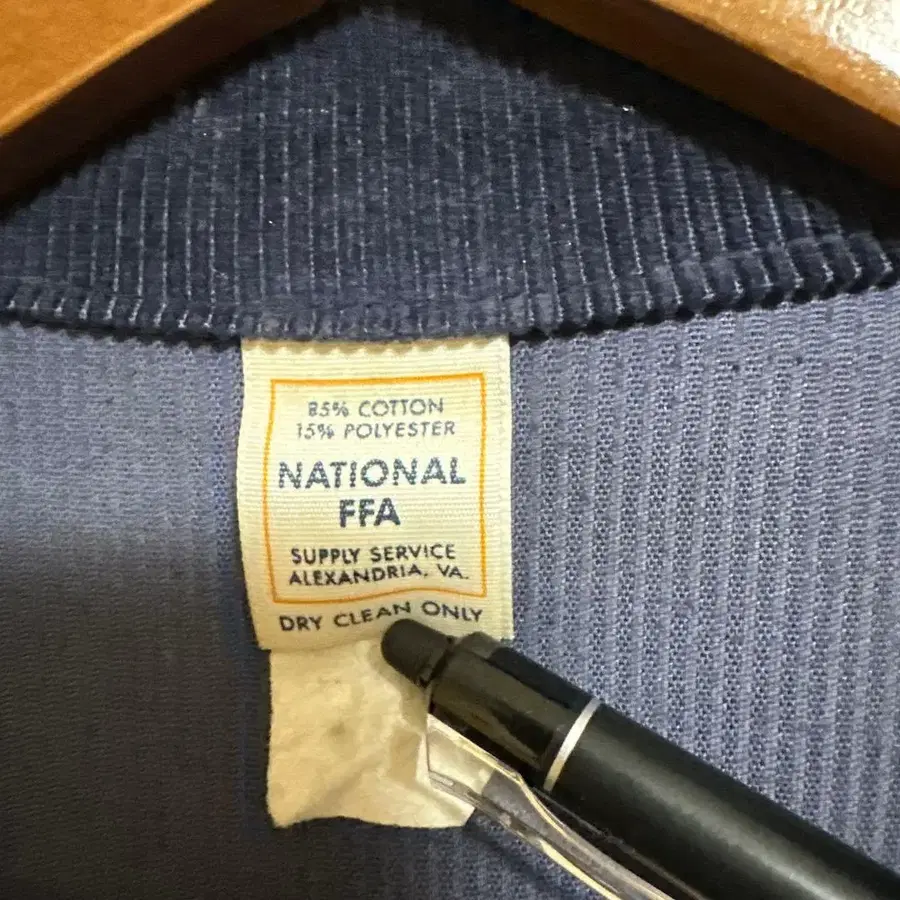 85% COTTON
15% POLYESTER
NATIONAL
FFA
SUPPLY SERVICE
ALEXANDRIA, VA.
DRY CLEAN ONLY